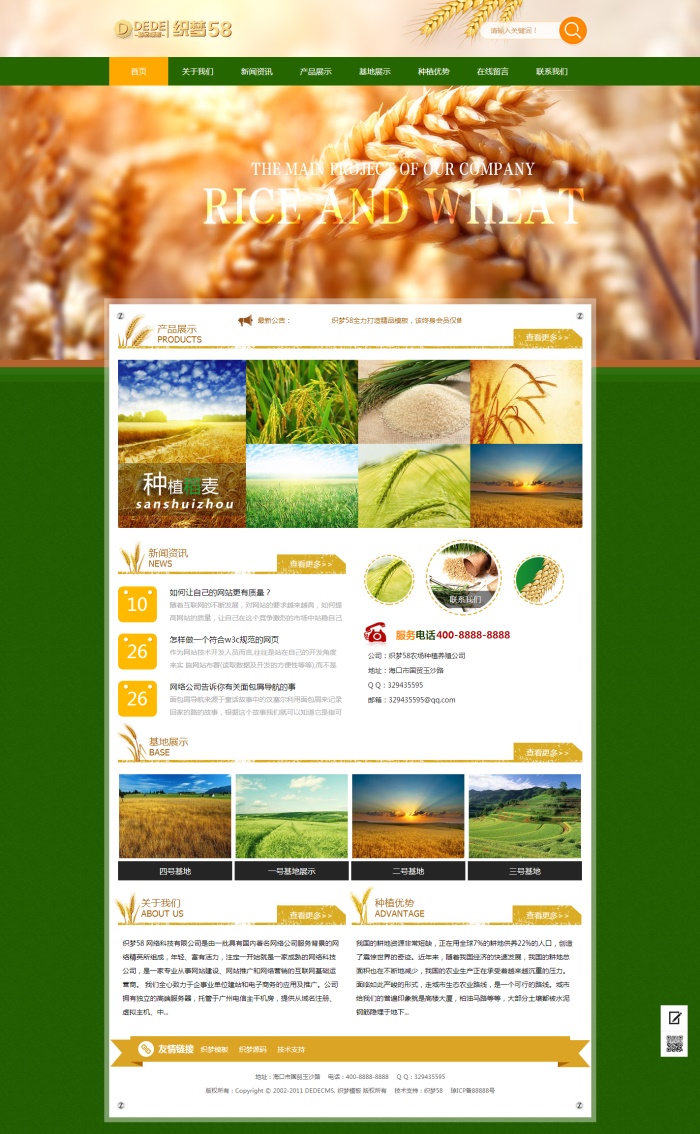 DEDE 织梦58
请输入关键词！
首页 关于我们 新闻资讯 产品展示 基地展示 种植优势 在线留言 联系我们
THE MAIN PROJECT OF OUR COMPANY
RICE AND WHEAT
产品展示
PRODUCTS
最新公告： 织梦58全力打造精品模板，该终身会员仅
查看更多>>
种植稻麦
sanshuizhou
新闻资讯
NEWS
查看更多>>
10
如何让自己的网站更有质量？
随着互联网的不断发展，对网站的要求越来越高，如何提
高网站的质量，让自己在这个竞争激烈的市场中站稳自己
26
怎样做一个符合w3c规范的网页
作为网站技术开发人员而言,往往是站在自己的开发角度
26
网络公司告诉你有关面包屑导航的事
面包屑导航来源于童话故事中的汉塞尔利用面包屑来记录
回家的路的故事，根据这个故事我们就可以知道它是指可
联系我们
服务电话400-8888-8888
公司：织梦58农场种植养殖公司
地址：海口市国贸玉沙路
Q Q：329435595
邮箱：329435595@qq.com
基地展示
BASE
查看更多>>
四号基地 一号基地展示 二号基地 三号基地
关于我们
ABOUT US
查看更多>>
织梦58 网络科技有限公司是由一批具有国内著名网络公司服务背景的网
络精英所组成，年轻、富有活力，注定一开始就是一家成熟的网络科技
公司，是一家专业从事网站建设、网站推广和网络营销的互联网基础运
营商。 我们全心致力于企事业单位建站和电子商务的应用及推广。公司
拥有独立的高端服务器，托管于广州电信主干机房，提供从域名注册、
虚拟主机、中...
种植优势
ADVANTAGE
查看更多>>
我国的耕地资源非常短缺，正在用全球7%的耕地供养22%的人口，创造
了震惊世界的奇迹。近年来，随着我国经济的快速发展，我国的耕地总
面积也在不断地减少，我国的农业生产正在承受着越来越沉重的压力。
面临如此严峻的形式，走城市生态农业路线，是一个可行的路线。城市
给我们的普遍印象就是高楼大厦，柏油马路等等，大部分土壤都被水泥
钢筋隐埋于地下...
友情链接 织梦模板 织梦源码 技术支持
地址：海口市国贸玉沙路 电话：400-8888-8888 Q Q：329435595
版权所有：Copyright © 2002-2011 DEDECMS. 织梦模板 版权所有 技术支持：织梦58 琼ICP备88888号